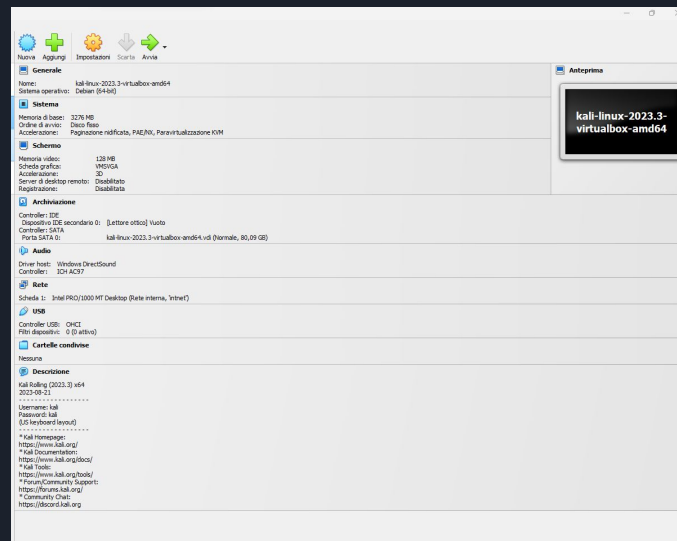 Nuova Aggiungi Impostazioni Scarta Avvia
Generale
Nome: kali-linux-2023.3-virtualbox-amd64
Sistema operativo: Debian (64-bit)
Sistema
Memoria di base: 3276 MB
Ordine di avvio: Disco fisso
Accelerazione: Paginazione nidificata, PAE/NX, Paravirtualizzazione KVM
Schermo
Memoria video: 128 MB
Scheda grafica: VMSVGA
Accelerazione: 3D
Server di desktop remoto: Disabilitato
Registrazione: Disabilitata
Archiviazione
Controller: IDE
Dispositivo IDE secondario 0: [Lettore ottico] Vuoto
Controller: SATA
Porta SATA 0: kali-linux-2023.3-virtualbox-amd64.vdi (Normale, 80,09 GB)
Audio
Driver host: Windows DirectSound
Controller: ICH AC97
Rete
Scheda 1: Intel PRO/1000 MT Desktop (Rete interna, 'intnet')
USB
Controller USB: OHCI
Filtri dispositivi: 0 (0 attivo)
Cartelle condivise
Nessuna
Descrizione
Kali Rolling (2023.3) x64
2023-08-21
- - - - - - - - - - - - - - - - - -
Username: kali
Password: kali
(US keyboard layout)
- - - - - - - - - - - - - - - - - -
* Kali Homepage:
https://www.kali.org/
* Kali Documentation:
https://www.kali.org/docs/
* Kali Tools:
https://www.kali.org/tools/
* Forum/Community Support:
https://forums.kali.org/
* Community Chat:
https://discord.kali.org
Anteprima
kali-linux-2023.3-
virtualbox-amd64